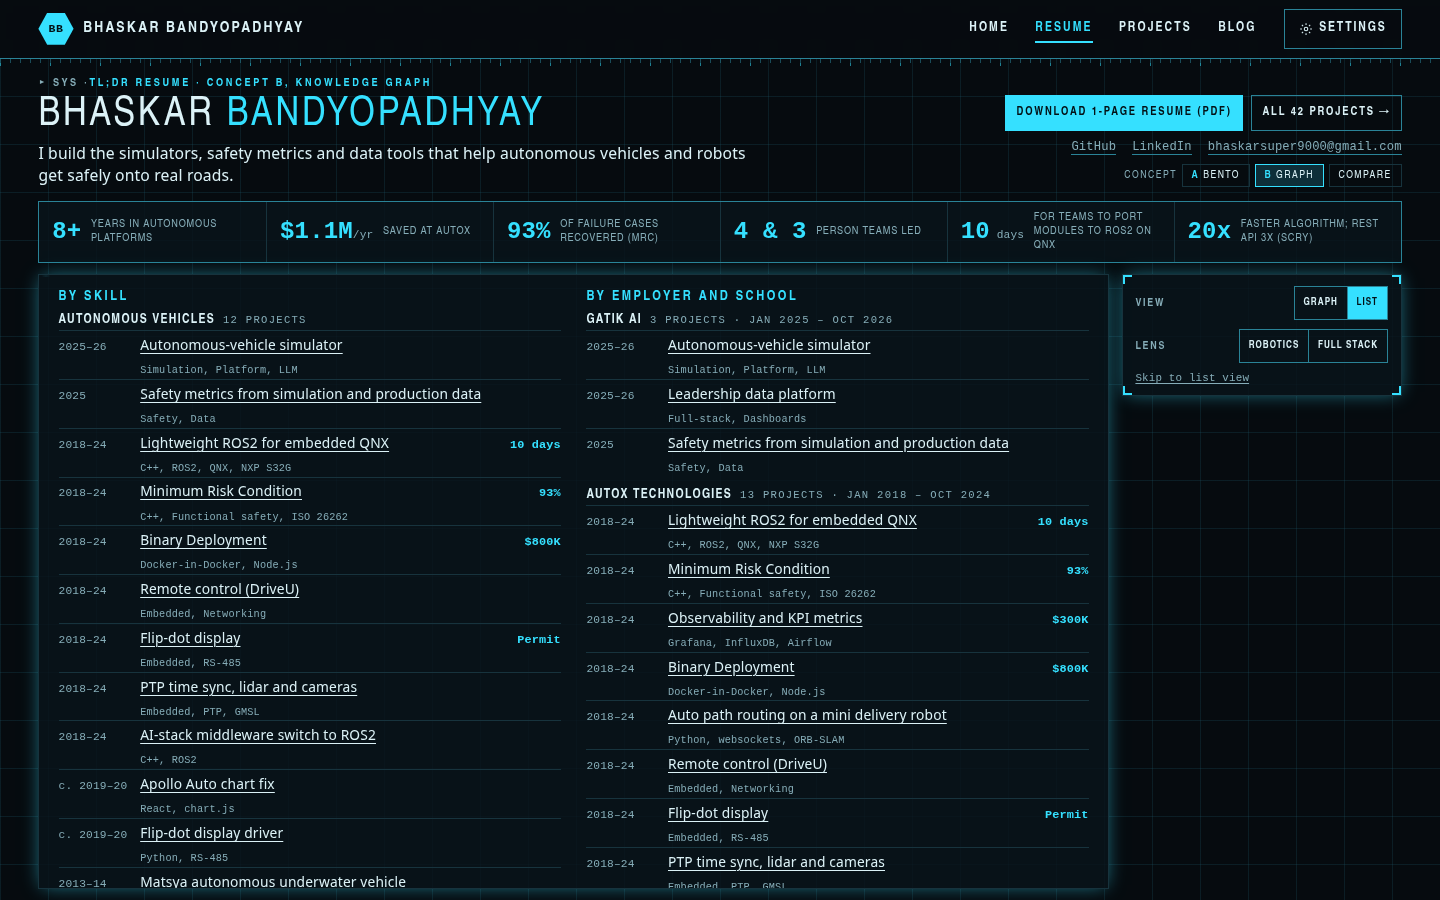 BB BHASKAR BANDYOPADHYAY
HOME RESUME PROJECTS BLOG SETTINGS
SYS ·TL;DR RESUME · CONCEPT B, KNOWLEDGE GRAPH
BHASKAR BANDYOPADHYAY
I build the simulators, safety metrics and data tools that help autonomous vehicles and robots
get safely onto real roads.
DOWNLOAD 1-PAGE RESUME (PDF) ALL 42 PROJECTS →
GitHub LinkedIn bhaskarsuper9000@gmail.com
CONCEPT A BENTO B GRAPH COMPARE
8+ YEARS IN AUTONOMOUS
PLATFORMS
$1.1M/yr SAVED AT AUTOX
93% OF FAILURE CASES
RECOVERED (MRC)
4 & 3 PERSON TEAMS LED
10 days FOR TEAMS TO PORT
MODULES TO ROS2 ON
QNX
20x FASTER ALGORITHM; REST
API 3X (SCRY)
BY SKILL
AUTONOMOUS VEHICLES 12 PROJECTS
2025–26 Autonomous-vehicle simulator
Simulation, Platform, LLM
2025 Safety metrics from simulation and production data
Safety, Data
2018–24 Lightweight ROS2 for embedded QNX 10 days
C++, ROS2, QNX, NXP S32G
2018–24 Minimum Risk Condition 93%
C++, Functional safety, ISO 26262
2018–24 Binary Deployment $800K
Docker-in-Docker, Node.js
2018–24 Remote control (DriveU)
Embedded, Networking
2018–24 Flip-dot display Permit
Embedded, RS-485
2018–24 PTP time sync, lidar and cameras
Embedded, PTP, GMSL
2018–24 AI-stack middleware switch to ROS2
C++, ROS2
c. 2019–20 Apollo Auto chart fix
React, chart.js
c. 2019–20 Flip-dot display driver
Python, RS-485
2013–14 Matsya autonomous underwater vehicle
BY EMPLOYER AND SCHOOL
GATIK AI 3 PROJECTS · JAN 2025 – OCT 2026
2025–26 Autonomous-vehicle simulator
Simulation, Platform, LLM
2025–26 Leadership data platform
Full-stack, Dashboards
2025 Safety metrics from simulation and production data
Safety, Data
AUTOX TECHNOLOGIES 13 PROJECTS · JAN 2018 – OCT 2024
2018–24 Lightweight ROS2 for embedded QNX 10 days
C++, ROS2, QNX, NXP S32G
2018–24 Minimum Risk Condition 93%
C++, Functional safety, ISO 26262
2018–24 Observability and KPI metrics $300K
Grafana, InfluxDB, Airflow
2018–24 Binary Deployment $800K
Docker-in-Docker, Node.js
2018–24 Auto path routing on a mini delivery robot
Python, websockets, ORB-SLAM
2018–24 Remote control (DriveU)
Embedded, Networking
2018–24 Flip-dot display Permit
Embedded, RS-485
2018–24 PTP time sync, lidar and cameras
Embedded, PTP, GMSL
VIEW GRAPH LIST
LENS ROBOTICS FULL STACK
Skip to list view